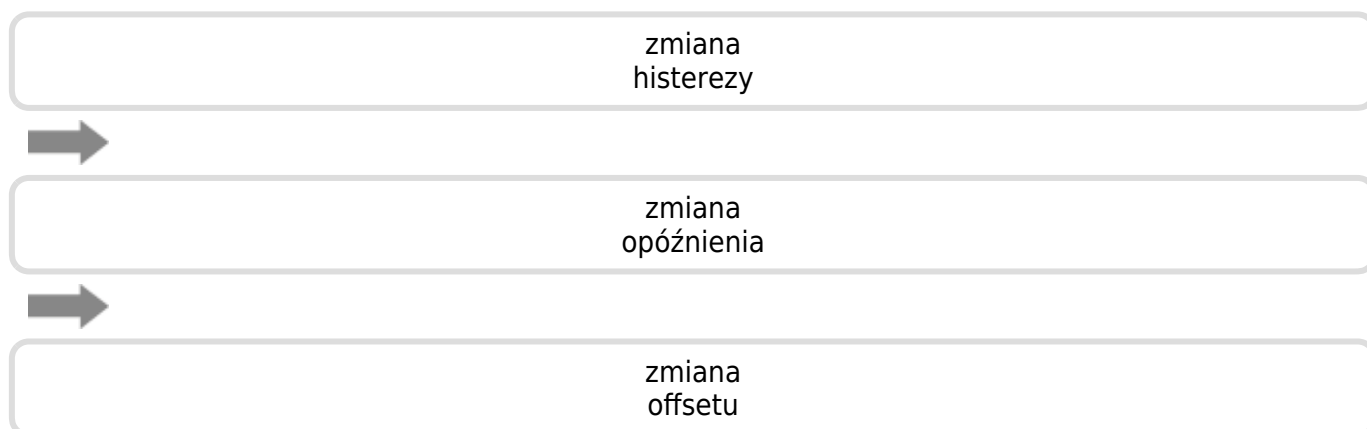 zmiana
histerezy
zmiana
opóźnienia
zmiana
offsetu